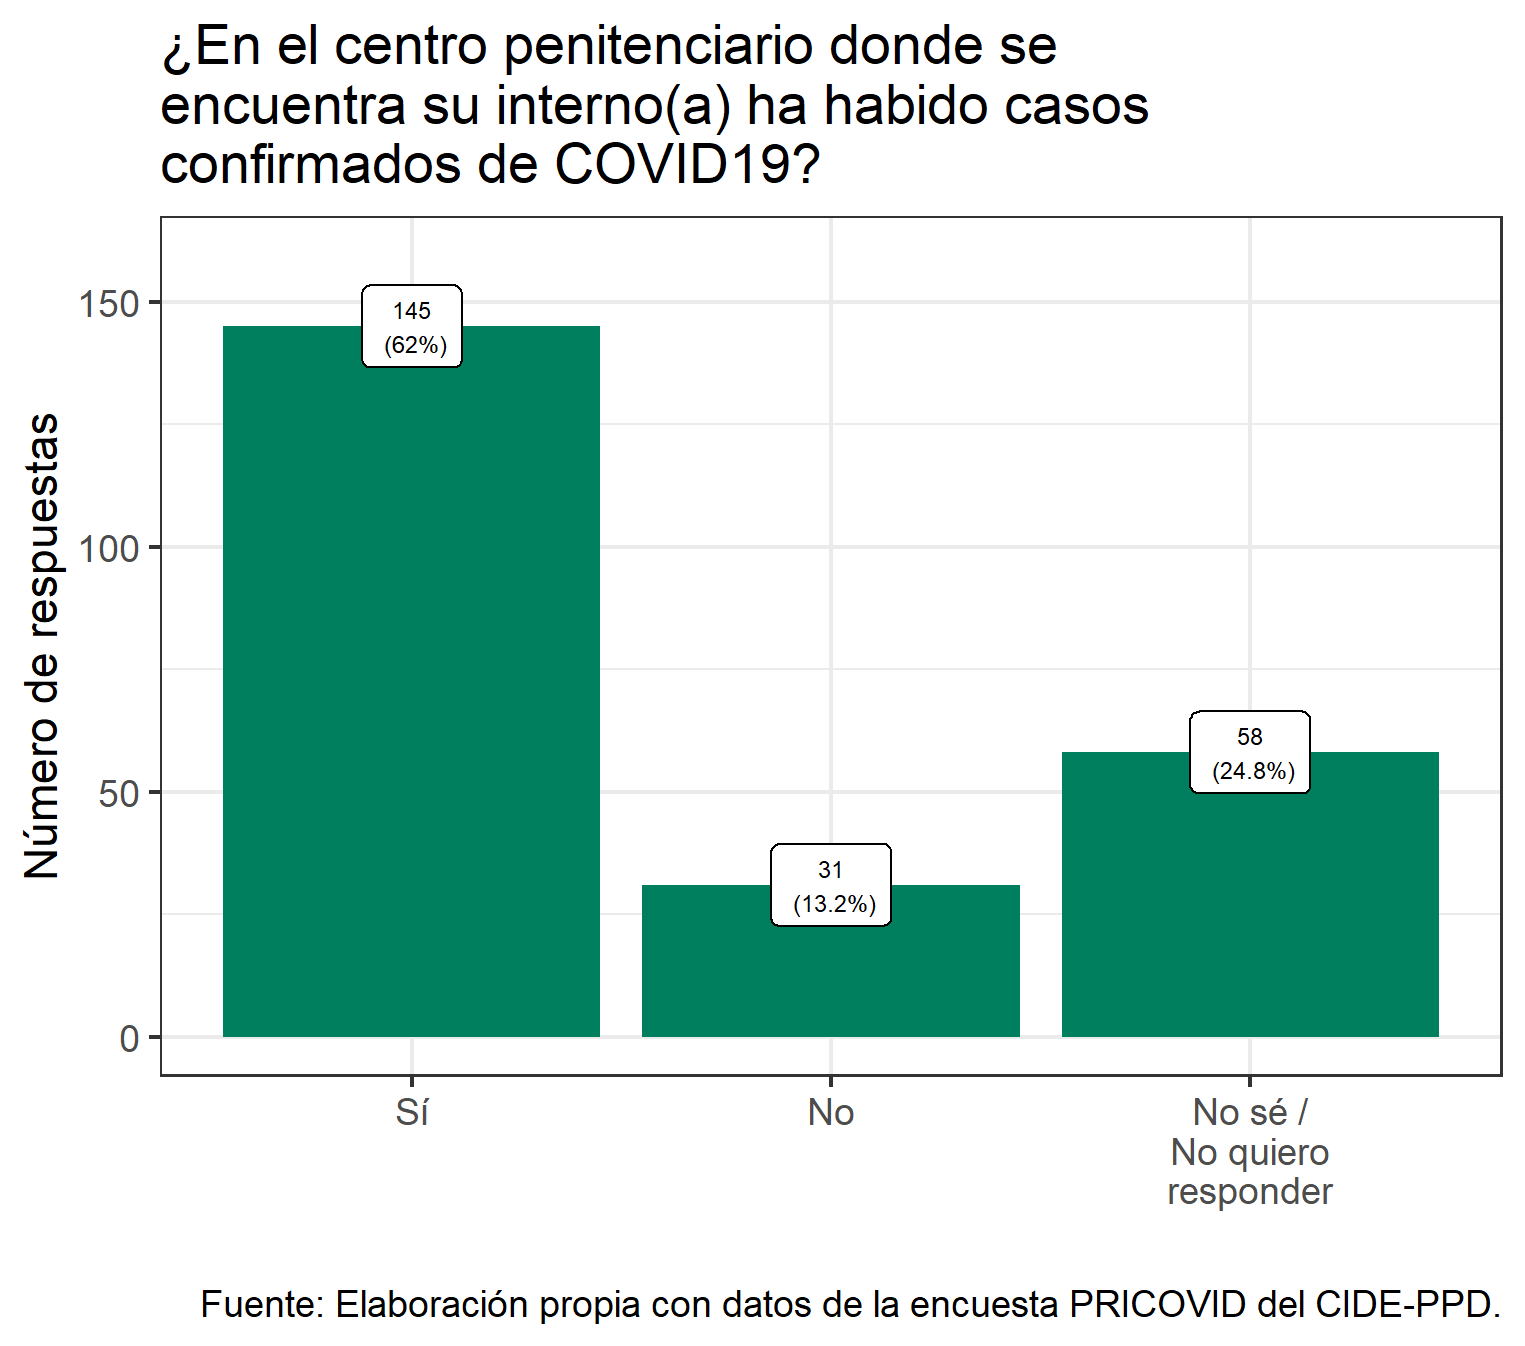 ¿En el centro penitenciario donde se
encuentra su interno(a) ha habido casos
confirmados de COVID19?
Número de respuestas
150
100
50
0
145
(62%)
31
(13.2%)
58
(24.8%)
Sí
No
No sé /
No quiero
responder
Fuente: Elaboración propia con datos de la encuesta PRICOVID del CIDE-PPD.